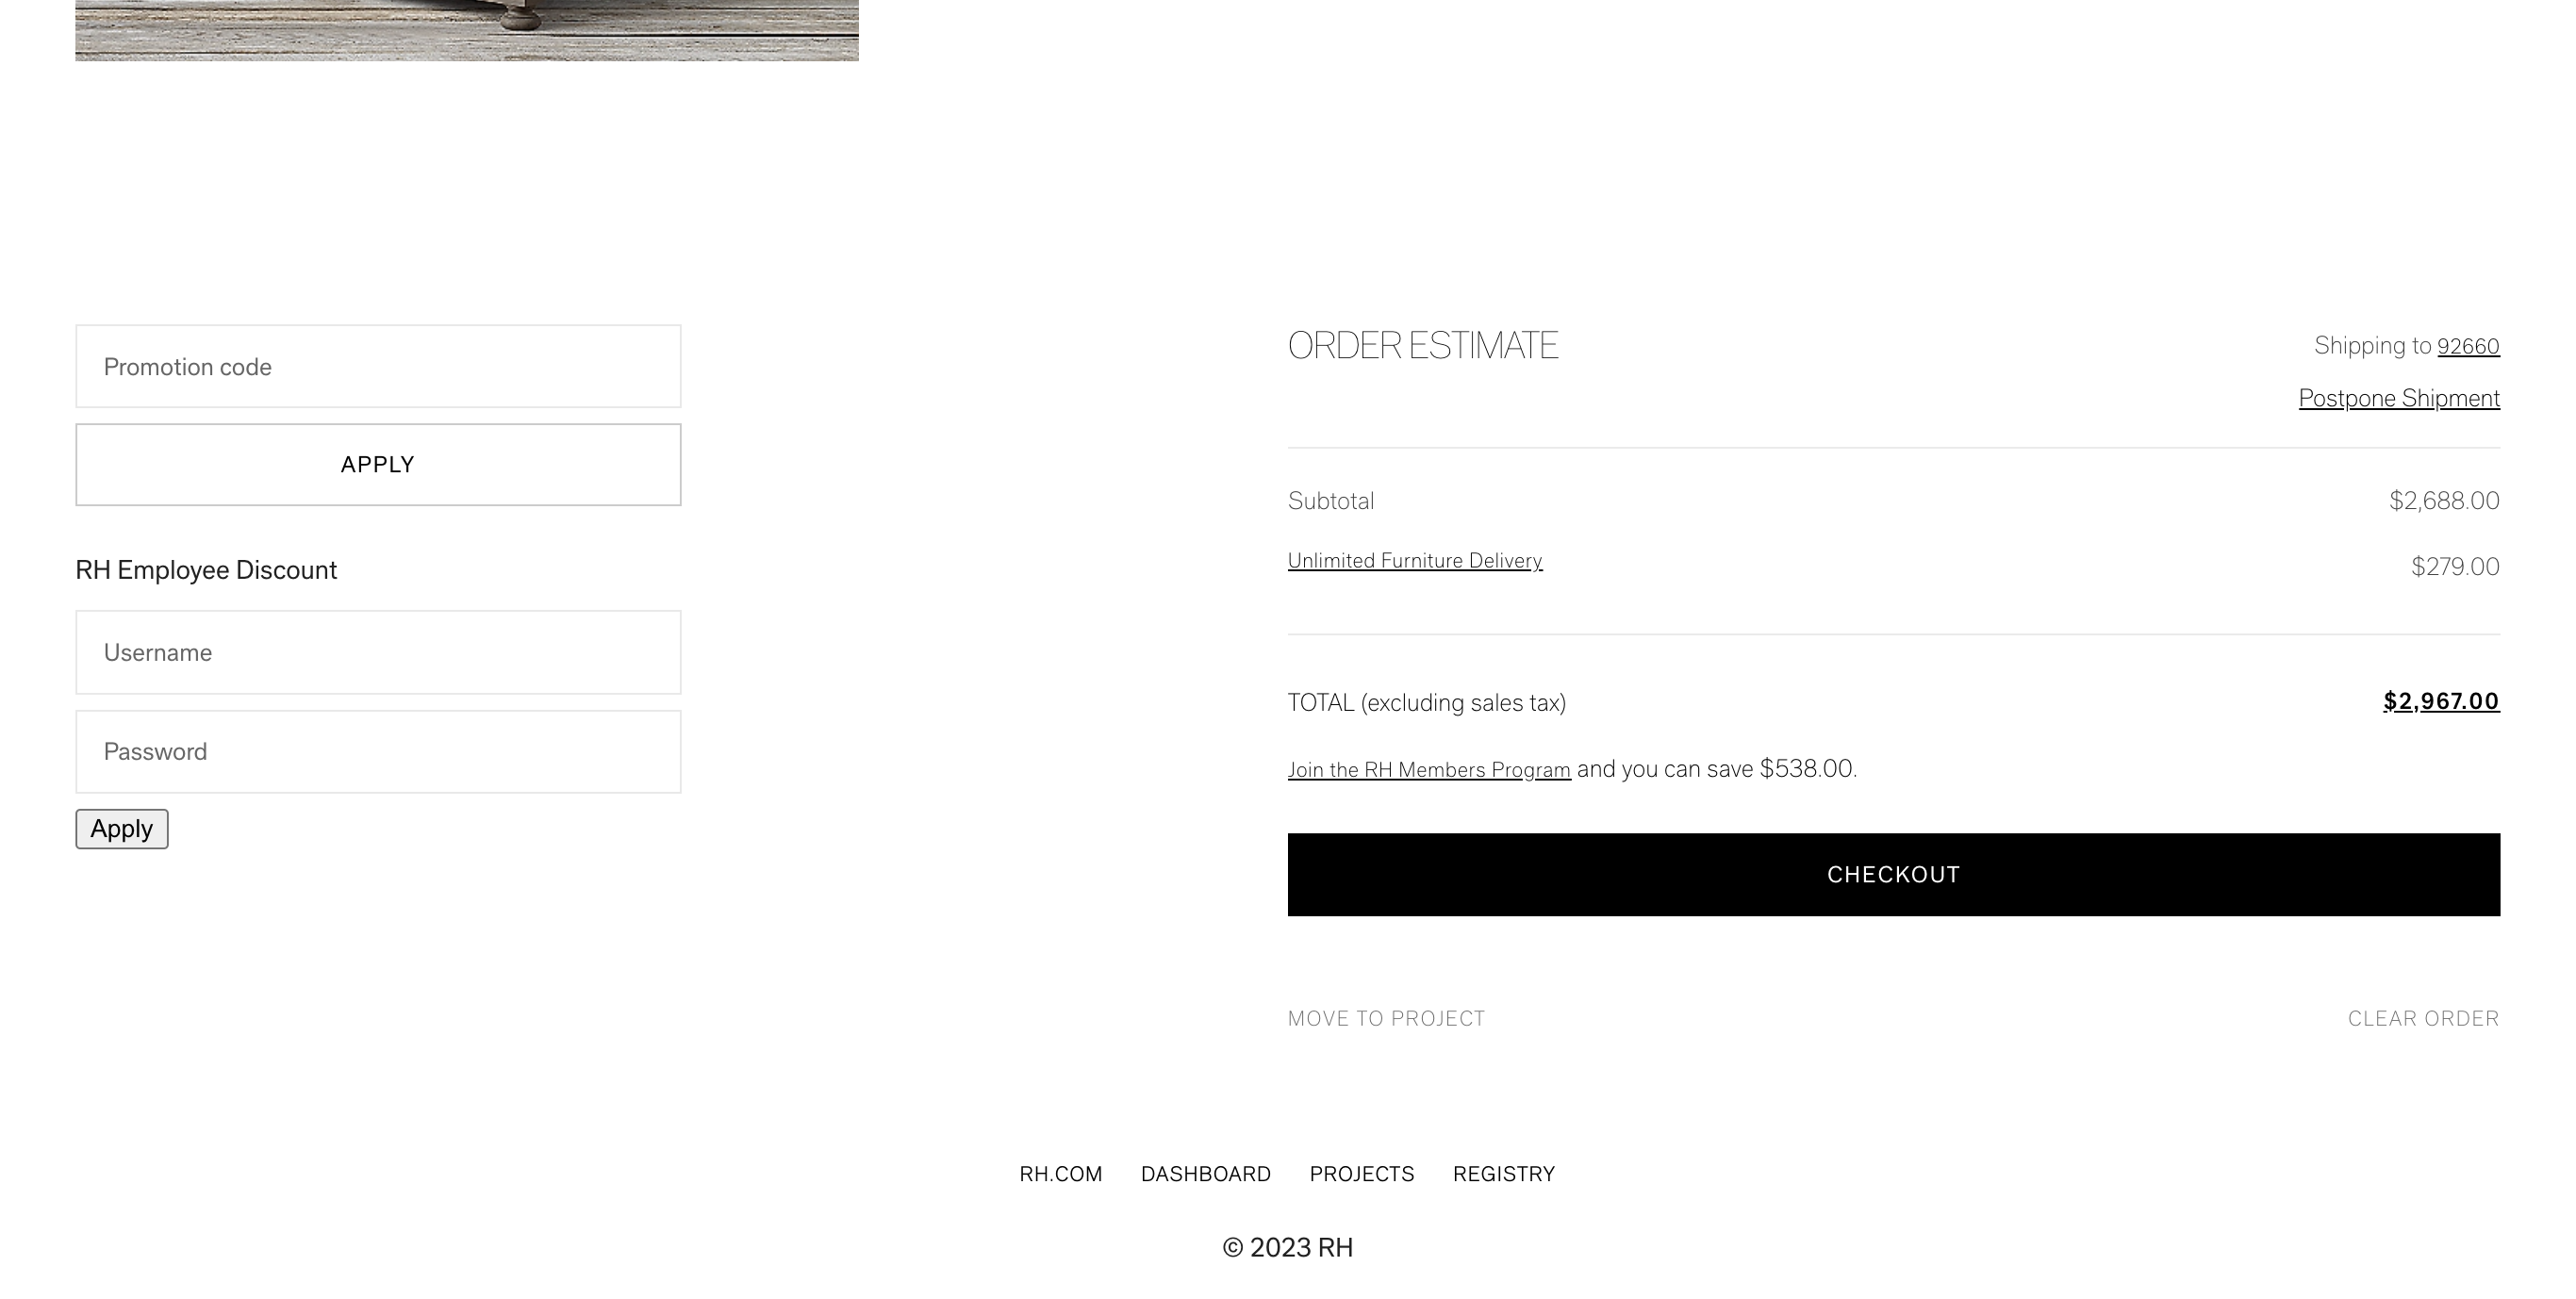 Promotion code
APPLY
RH Employee Discount
Username
Password
Apply
ORDER ESTIMATE
Shipping to 92660
Postpone Shipment
Subtotal $2,688.00
Unlimited Furniture Delivery $279.00
TOTAL (excluding sales tax) $2,967.00
Join the RH Members Program and you can save $538.00.
CHECKOUT
MOVE TO PROJECT CLEAR ORDER
RH.COM DASHBOARD PROJECTS REGISTRY
© 2023 RH